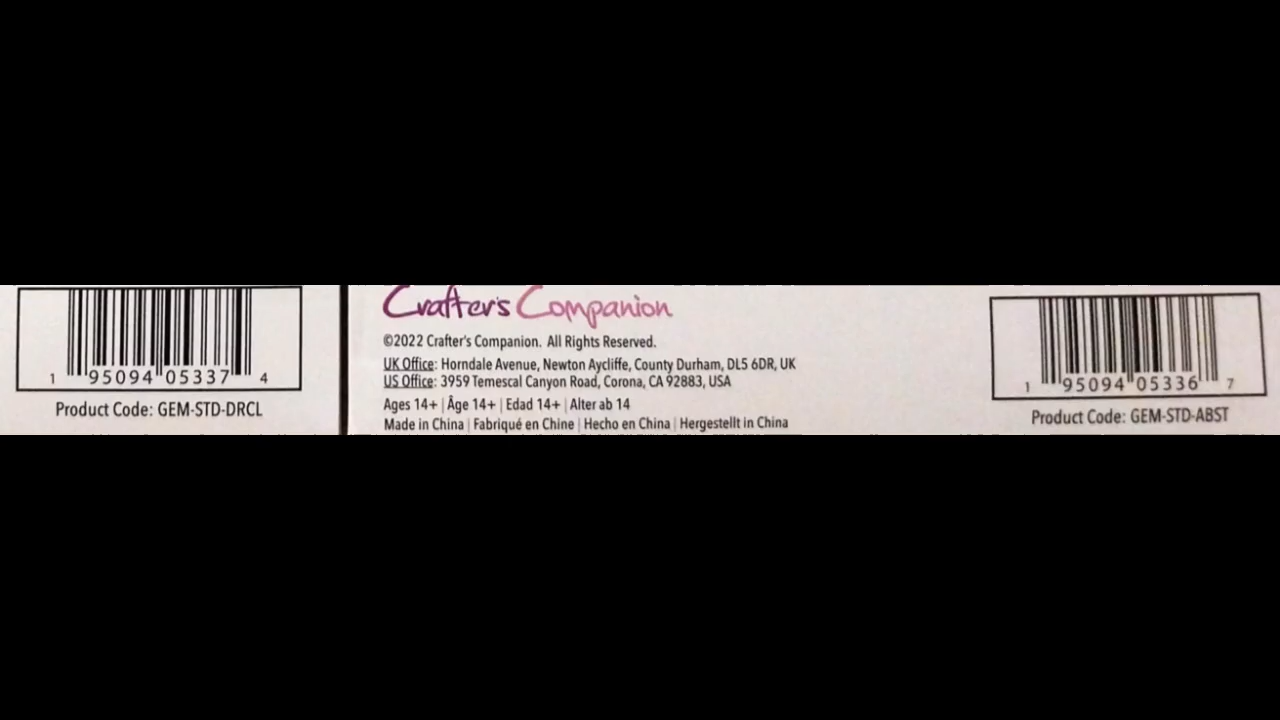 1 95094 05337 4
Product Code: GEM-STD-DRCL
Crafter's Companion
©2022 Crafter's Companion. All Rights Reserved.
UK Office: Horndale Avenue, Newton Aycliffe, County Durham, DL5 6DR, UK
US Office: 3959 Temescal Canyon Road, Corona, CA 92883, USA
Ages 14+ | Âge 14+ | Edad 14+ | Alter ab 14
Made in China | Fabriqué en Chine | Hecho en China | Hergestellt in China
1 95094 05336 7
Product Code: GEM-STD-ABST